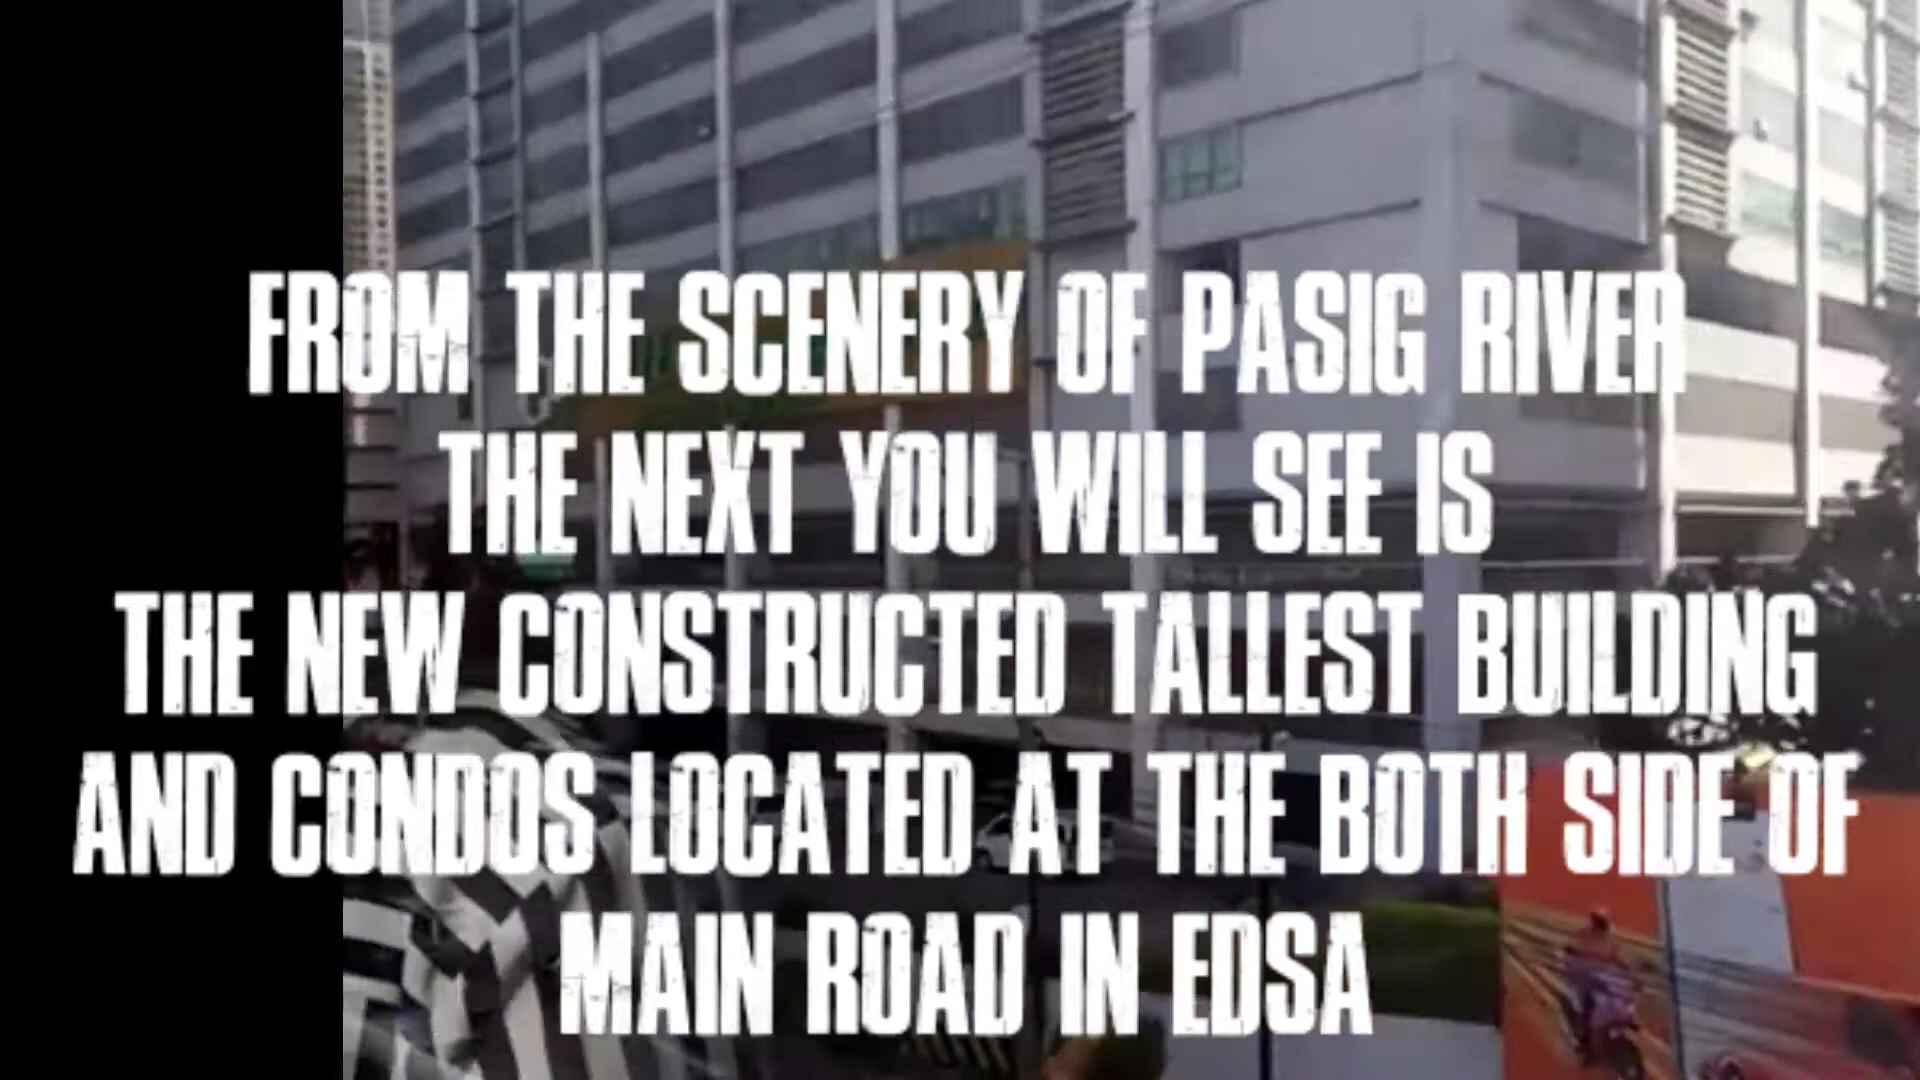 FROM THE SCENERY OF PASIG RIVER
THE NEXT YOU WILL SEE IS
THE NEW CONSTRUCTED TALLEST BUILDING
AND CONDOS LOCATED AT THE BOTH SIDE OF
MAIN ROAD IN EDSA